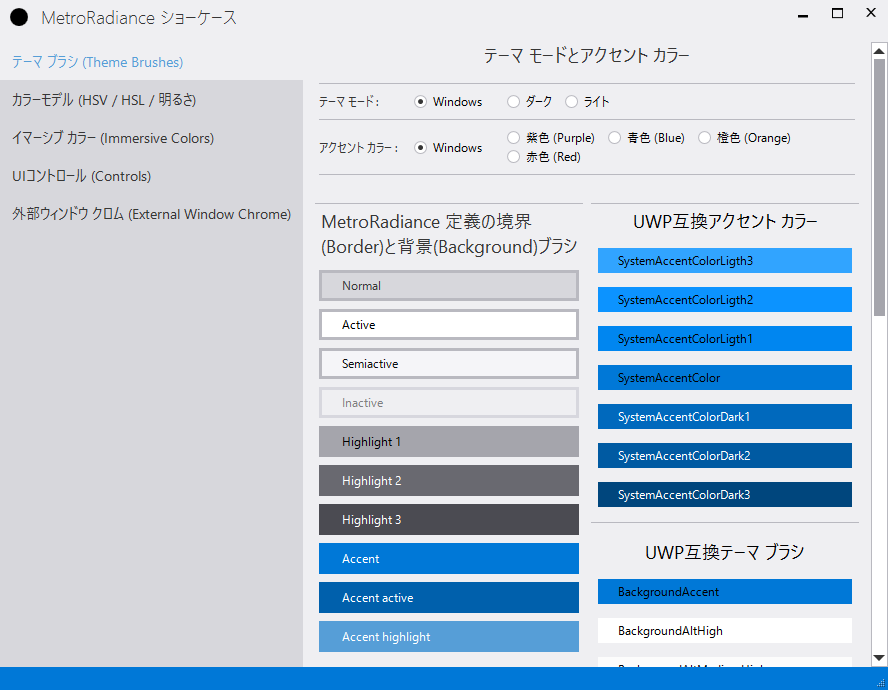 MetroRadiance ショーケース
テーマ ブラシ (Theme Brushes)
カラーモデル (HSV / HSL / 明るさ)
イマーシブ カラー (Immersive Colors)
UIコントロール (Controls)
外部ウィンドウ クロム (External Window Chrome)
テーマ モードとアクセント カラー
テーマ モード: Windows ダーク ライト
アクセント カラー: Windows 紫色 (Purple) 青色 (Blue) 橙色 (Orange)
赤色 (Red)
MetroRadiance 定義の境界
(Border)と背景(Background)ブラシ
Normal
Active
Semiactive
Inactive
Highlight 1
Highlight 2
Highlight 3
Accent
Accent active
Accent highlight
UWP互換アクセント カラー
SystemAccentColorLigth3
SystemAccentColorLigth2
SystemAccentColorLigth1
SystemAccentColor
SystemAccentColorDark1
SystemAccentColorDark2
SystemAccentColorDark3
UWP互換テーマ ブラシ
BackgroundAccent
BackgroundAltHigh